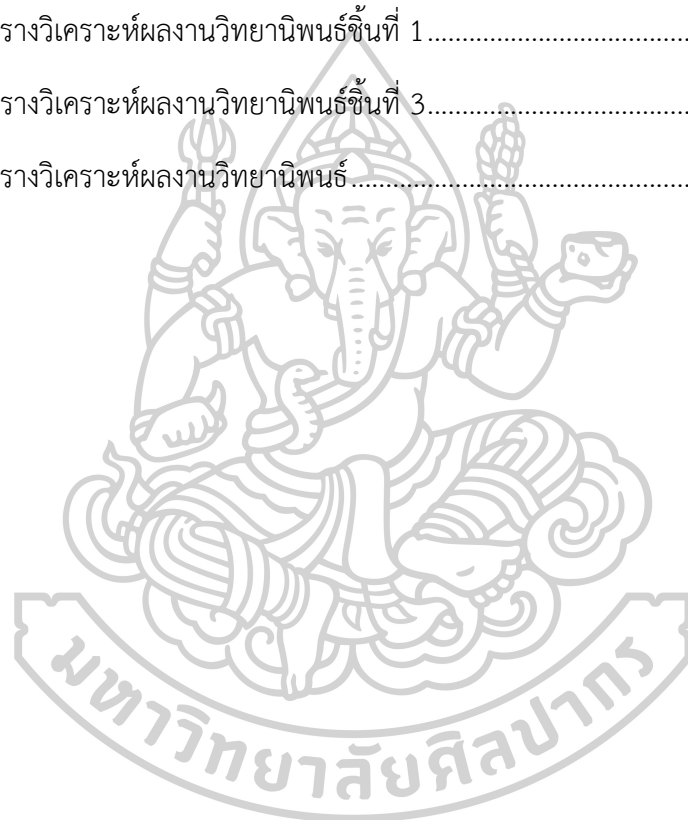 รางวิเคราะห์ผลงานวิทยานิพนธ์ชิ้นที่ 1.......................................
รางวิเคราะห์ผลงานวิทยานิพนธ์ชิ้นที่ 3.......................................
รางวิเคราะห์ผลงานวิทยานิพนธ์..................................................
มหาวิทยาลัยศิลปากร